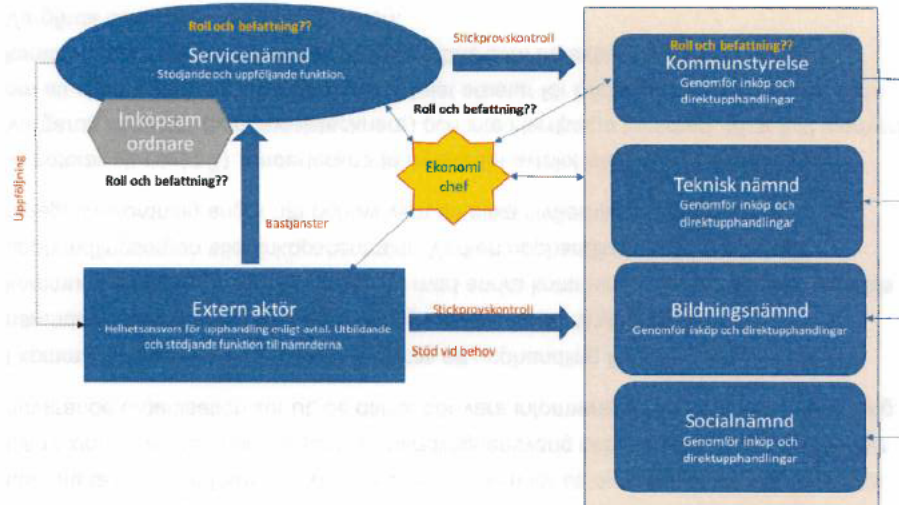 Roll och befattning??
Servicenämnd
- Stödjande och uppföljande funktion.
Inköpsam
ordnare
Roll och befattning??
Uppföljning
Bastjänster
Stickprovskontroll
Roll och befattning??
Ekonomi
chef
Extern aktör
- Helhetsansvar för upphandling enligt avtal. Utbildande
och stödjande funktion till nämnderna.
Stickprovskontroll
Stöd vid behov
Roll och befattning??
Kommunstyrelse
Genomför inköp och
direktupphandlingar
Teknisk nämnd
Genomför inköp och
direktupphandlingar
Bildningsnämnd
Genomför inköp och direktupphandlingar
Socialnämnd
Genomför inköp och
direktupphandlingar